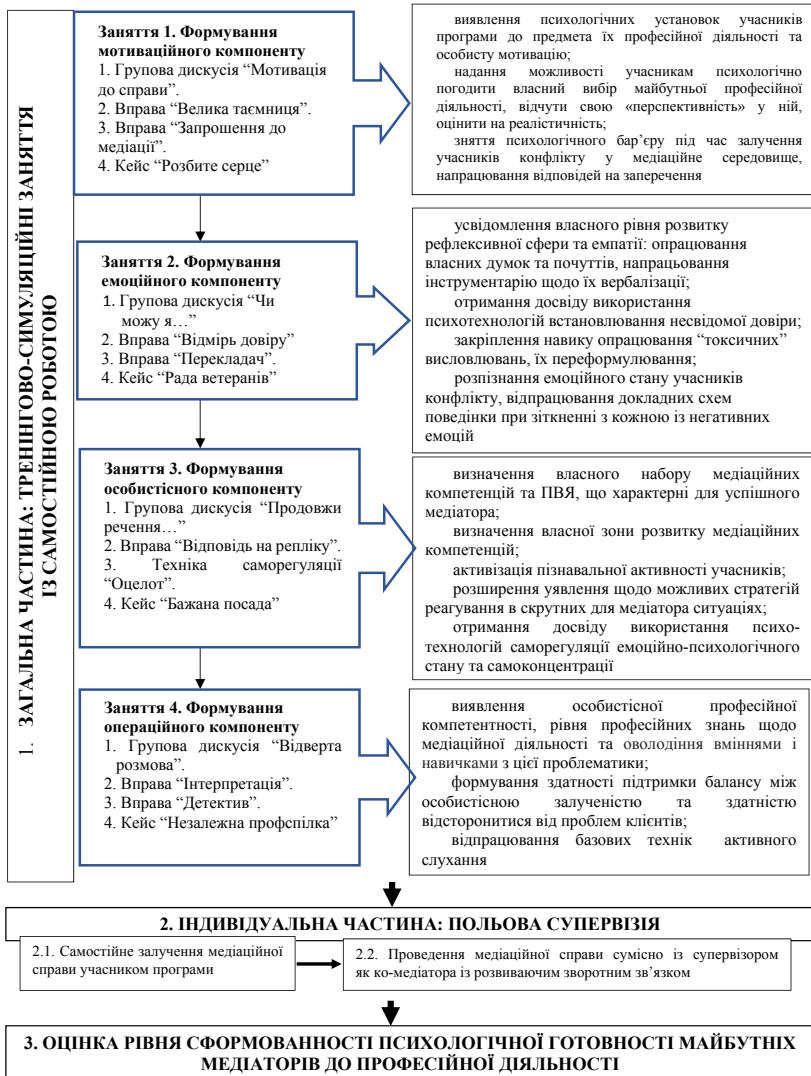 1. ЗАГАЛЬНА ЧАСТИНА: ТРЕНІНГОВО-СИМУЛЯЦІЙНІ ЗАНЯТТЯ
ІЗ САМОСТІЙНОЮ РОБОТОЮ
Заняття 1. Формування
мотиваційного компоненту
1. Групова дискусія “Мотивація
до справи”.
2. Вправа “Велика таємниця”.
3. Вправа “Запрошення до
медіації”.
4. Кейс “Розбите серце”
виявлення психологічних установок учасників
програми до предмета їх професійної діяльності та
особисту мотивацію;
надання можливості учасникам психологічно
погодити власний вибір майбутньої професійної
діяльності, відчути свою «перспективність» у ній,
оцінити на реалістичність;
зняття психологічного бар’єру під час залучення
учасників конфлікту у медіаційне середовище,
напрацювання відповідей на заперечення
Заняття 2. Формування
емоційного компоненту
1. Групова дискусія “Чи
можу я…”
2. Вправа “Відмірь довіру”
3. Вправа “Перекладач”.
4. Кейс “Рада ветеранів”
усвідомлення власного рівня розвитку
рефлексивної сфери та емпатії: опрацювання
власних думок та почуттів, напрацьовання
інструментарію щодо їх вербалізації;
отримання досвіду використання
психотехнологій встановлювання несвідомої довіри;
закріплення навику опрацювання “токсичних”
висловлювань, їх переформулювання;
розпізнання емоційного стану учасників
конфлікту, відпрацювання докладних схем
поведінки при зіткненні з кожною із негативних
емоцій
Заняття 3. Формування
особистісного компоненту
1. Групова дискусія “Продовжи
речення…”
2. Вправа “Відповідь на репліку”.
3. Техніка саморегуляції
“Оцелот”.
4. Кейс “Бажана посада”
визначення власного набору медіаційних
компетенцій та ПВЯ, що характерні для успішного
медіатора;
визначення власної зони розвитку медіаційних
компетенцій;
активізація пізнавальної активності учасників;
розширення уявлення щодо можливих стратегій
реагування в скрутних для медіатора ситуаціях;
отримання досвіду використання психо-
технологій саморегуляції емоційно-психологічного
стану та самоконцентрації
Заняття 4. Формування
операційного компоненту
1. Групова дискусія “Відверта
розмова”.
2. Вправа “Інтерпретація”.
3. Вправа “Детектив”.
4. Кейс “Незалежна профспілка”
виявлення особистісної професійної
компетентності, рівня професійних знань щодо
медіаційної діяльності та оволодіння вміннями і
навичками з цієї проблематики;
формування здатності підтримки балансу між
особистісною залученістю та здатністю
відсторонитися від проблем клієнтів;
відпрацювання базових технік активного
слухання
2. ІНДИВІДУАЛЬНА ЧАСТИНА: ПОЛЬОВА СУПЕРВІЗІЯ
2.1. Самостійне залучення медіаційної
справи учасником програми
2.2. Проведення медіаційної справи сумісно із супервізором
як ко-медіатора із розвиваючим зворотним зв’язком
3. ОЦІНКА РІВНЯ СФОРМОВАННОСТІ ПСИХОЛОГІЧНОЇ ГОТОВНОСТІ МАЙБУТНІХ
МЕДІАТОРІВ ДО ПРОФЕСІЙНОЇ ДІЯЛЬНОСТІ